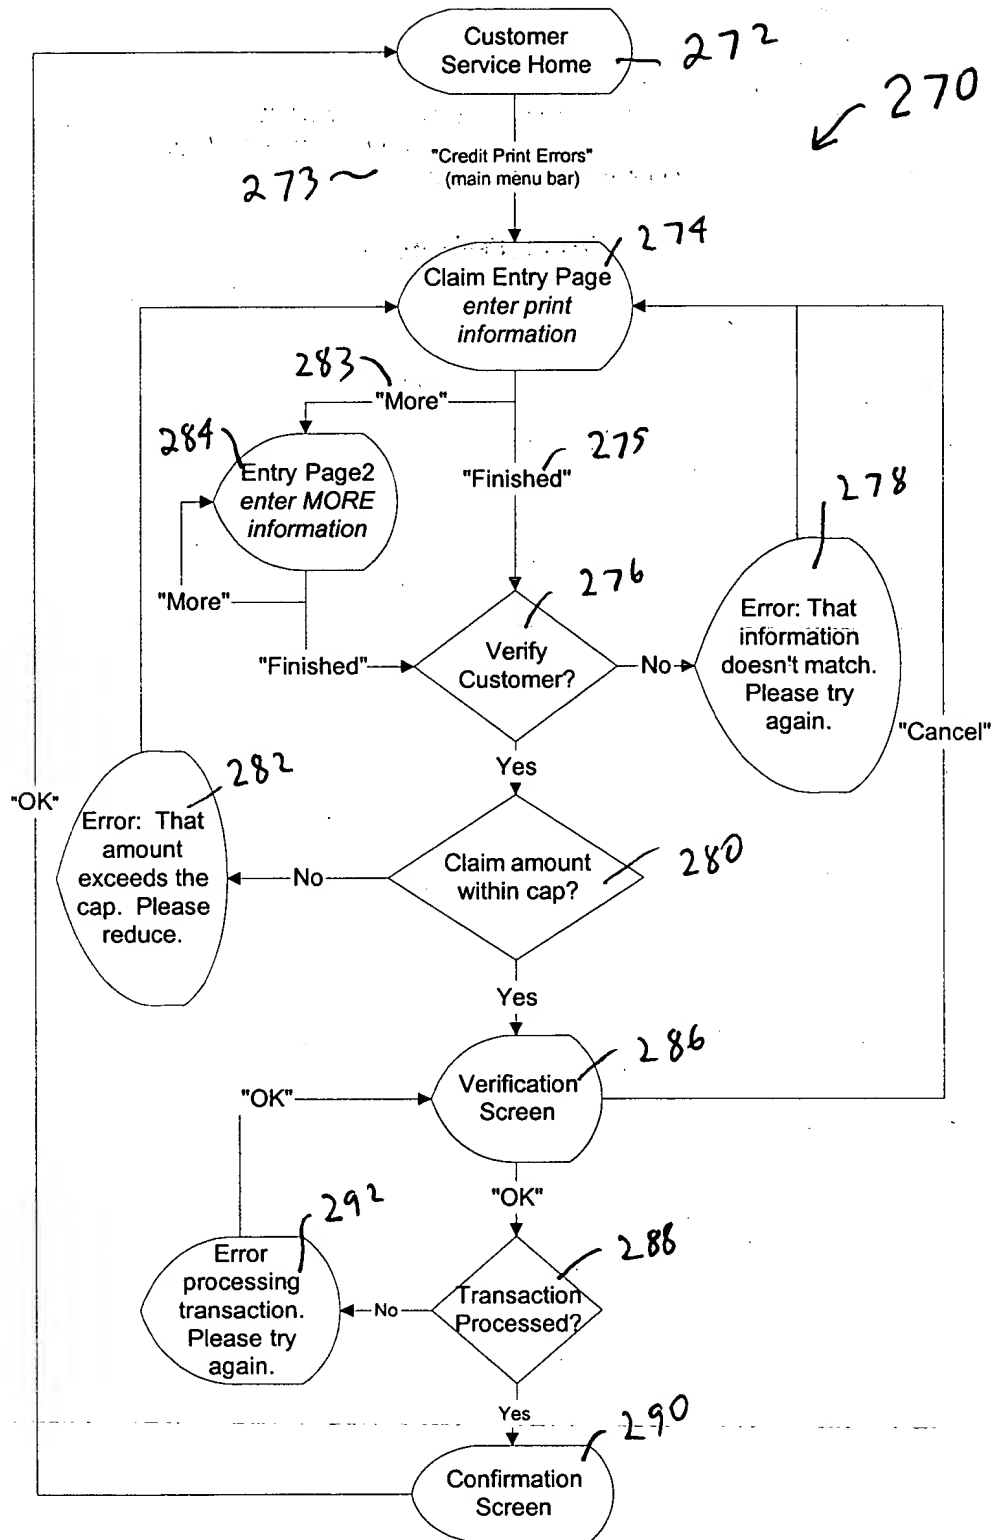 Customer
Service Home
272
270
"Credit Print Errors"
(main menu bar)
273
274
Claim Entry Page
enter print
information
283
"More"
284
Entry Page2
enter MORE
information
"Finished"
275
278
"More"
276
Verify
Customer?
"Finished"
No
Error: That
information
doesn't match.
Please try
again.
"Cancel"
Yes
282
"OK"
Error: That
amount
exceeds the
cap. Please
reduce.
No
Claim amount
within cap?
280
Yes
286
"OK"
Verification
Screen
"OK"
292
288
Error
processing
transaction.
Please try
again.
No
Transaction
Processed?
Yes
290
Confirmation
Screen